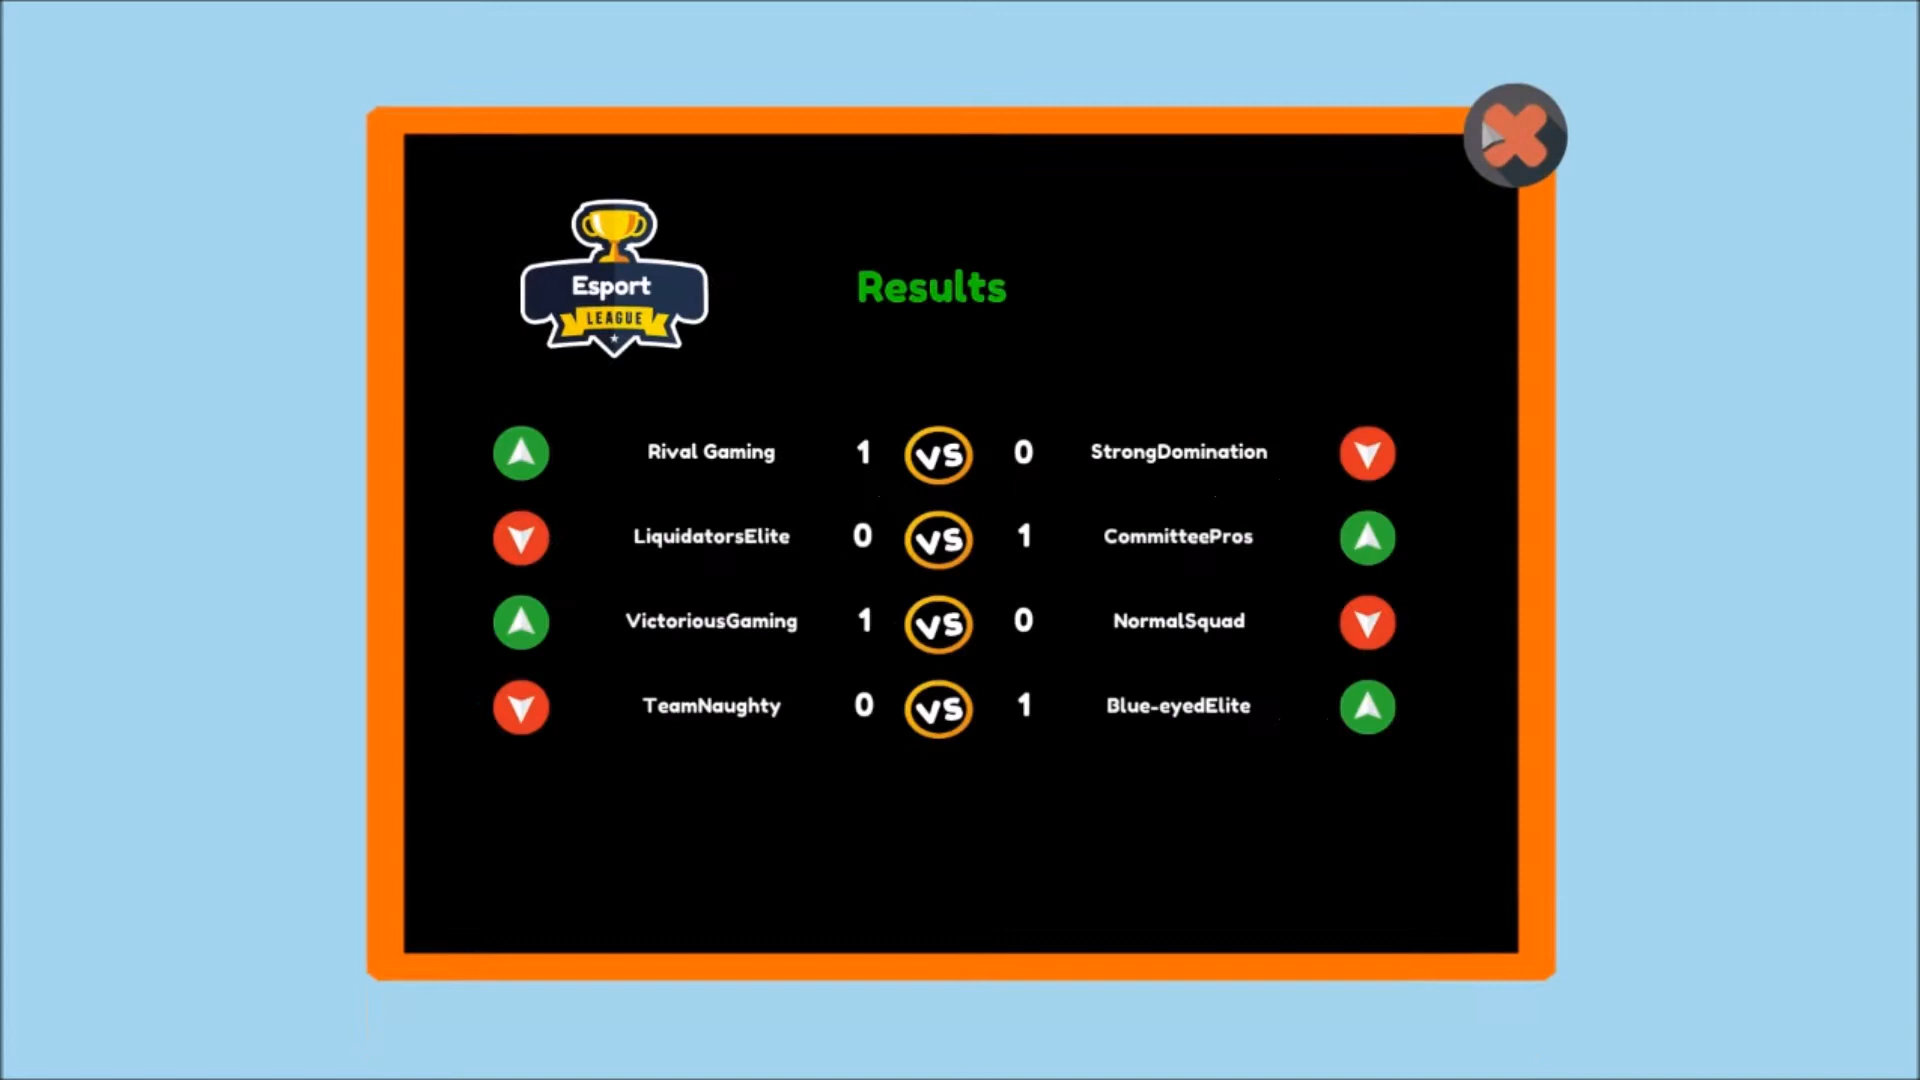 Esport
LEAGUE
Results
Rival Gaming 1 VS 0 StrongDomination
LiquidatorsElite 0 VS 1 CommitteePros
VictoriousGaming 1 VS 0 NormalSquad
TeamNaughty 0 VS 1 Blue-eyedElite